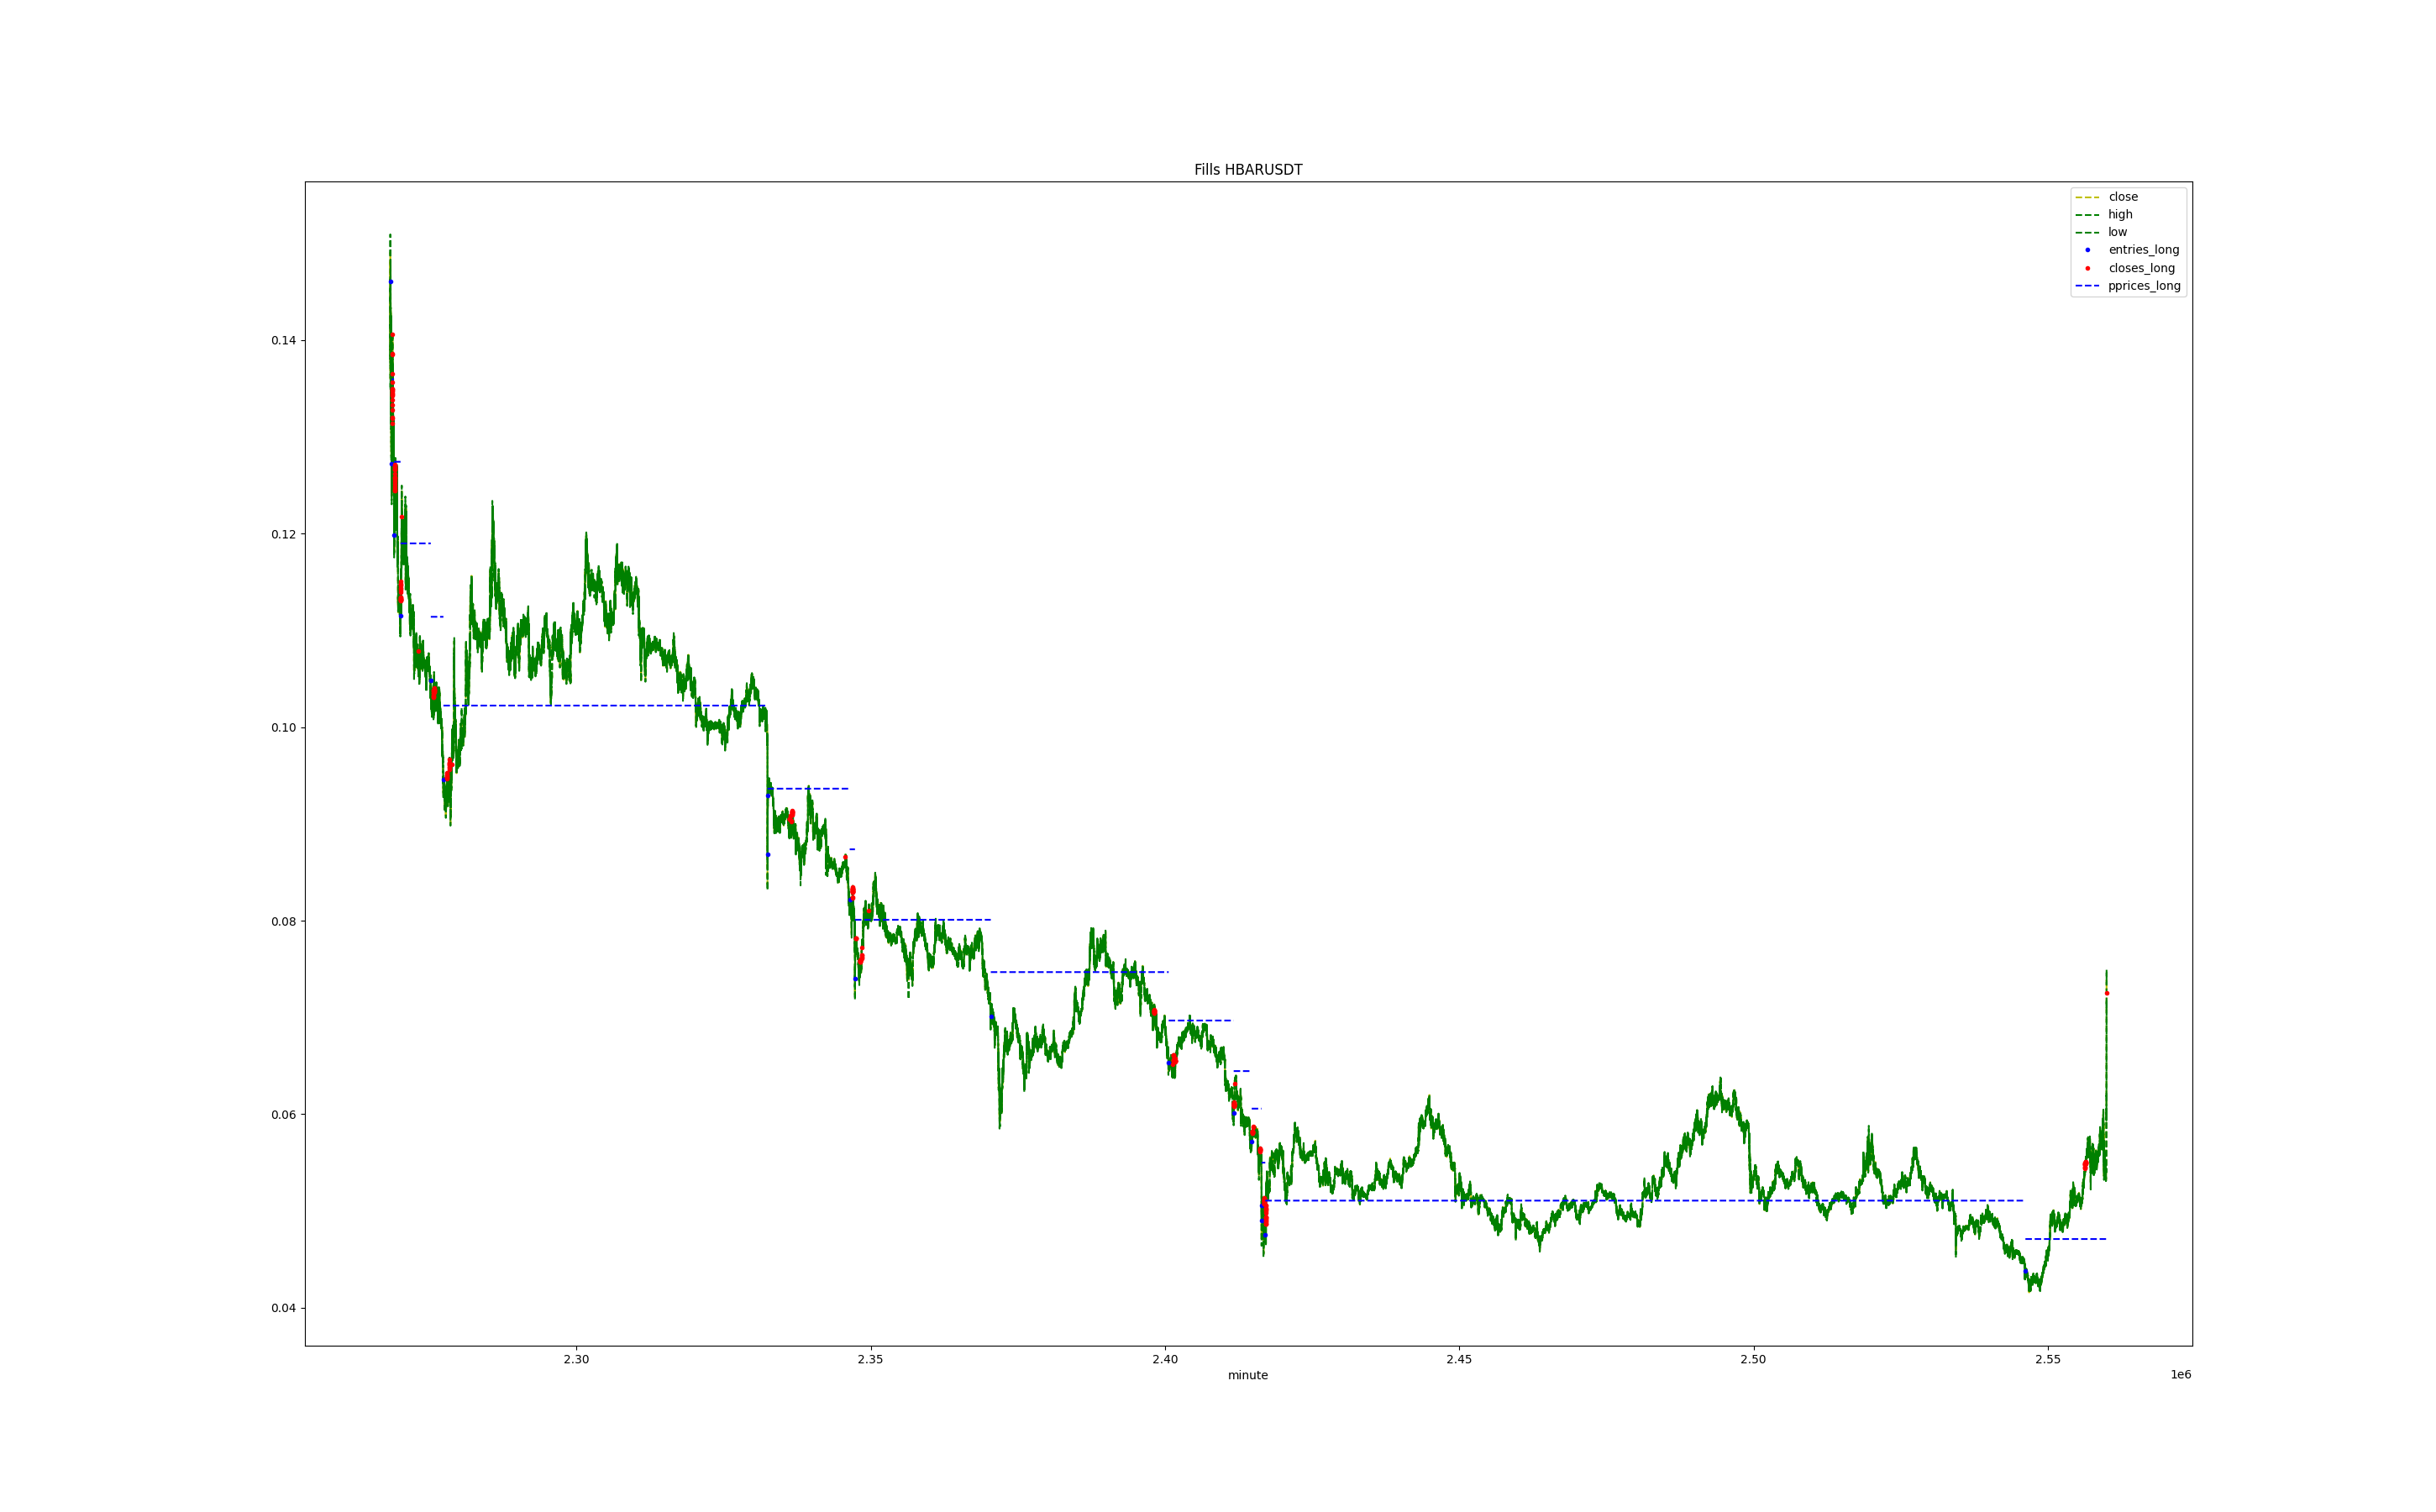 Fills HBARUSDT
close
high
low
entries_long
closes_long
pprices_long
0.14
0.12
0.10
0.08
0.06
0.04
2.30 2.35 2.40 2.45 2.50 2.55
minute
1e6